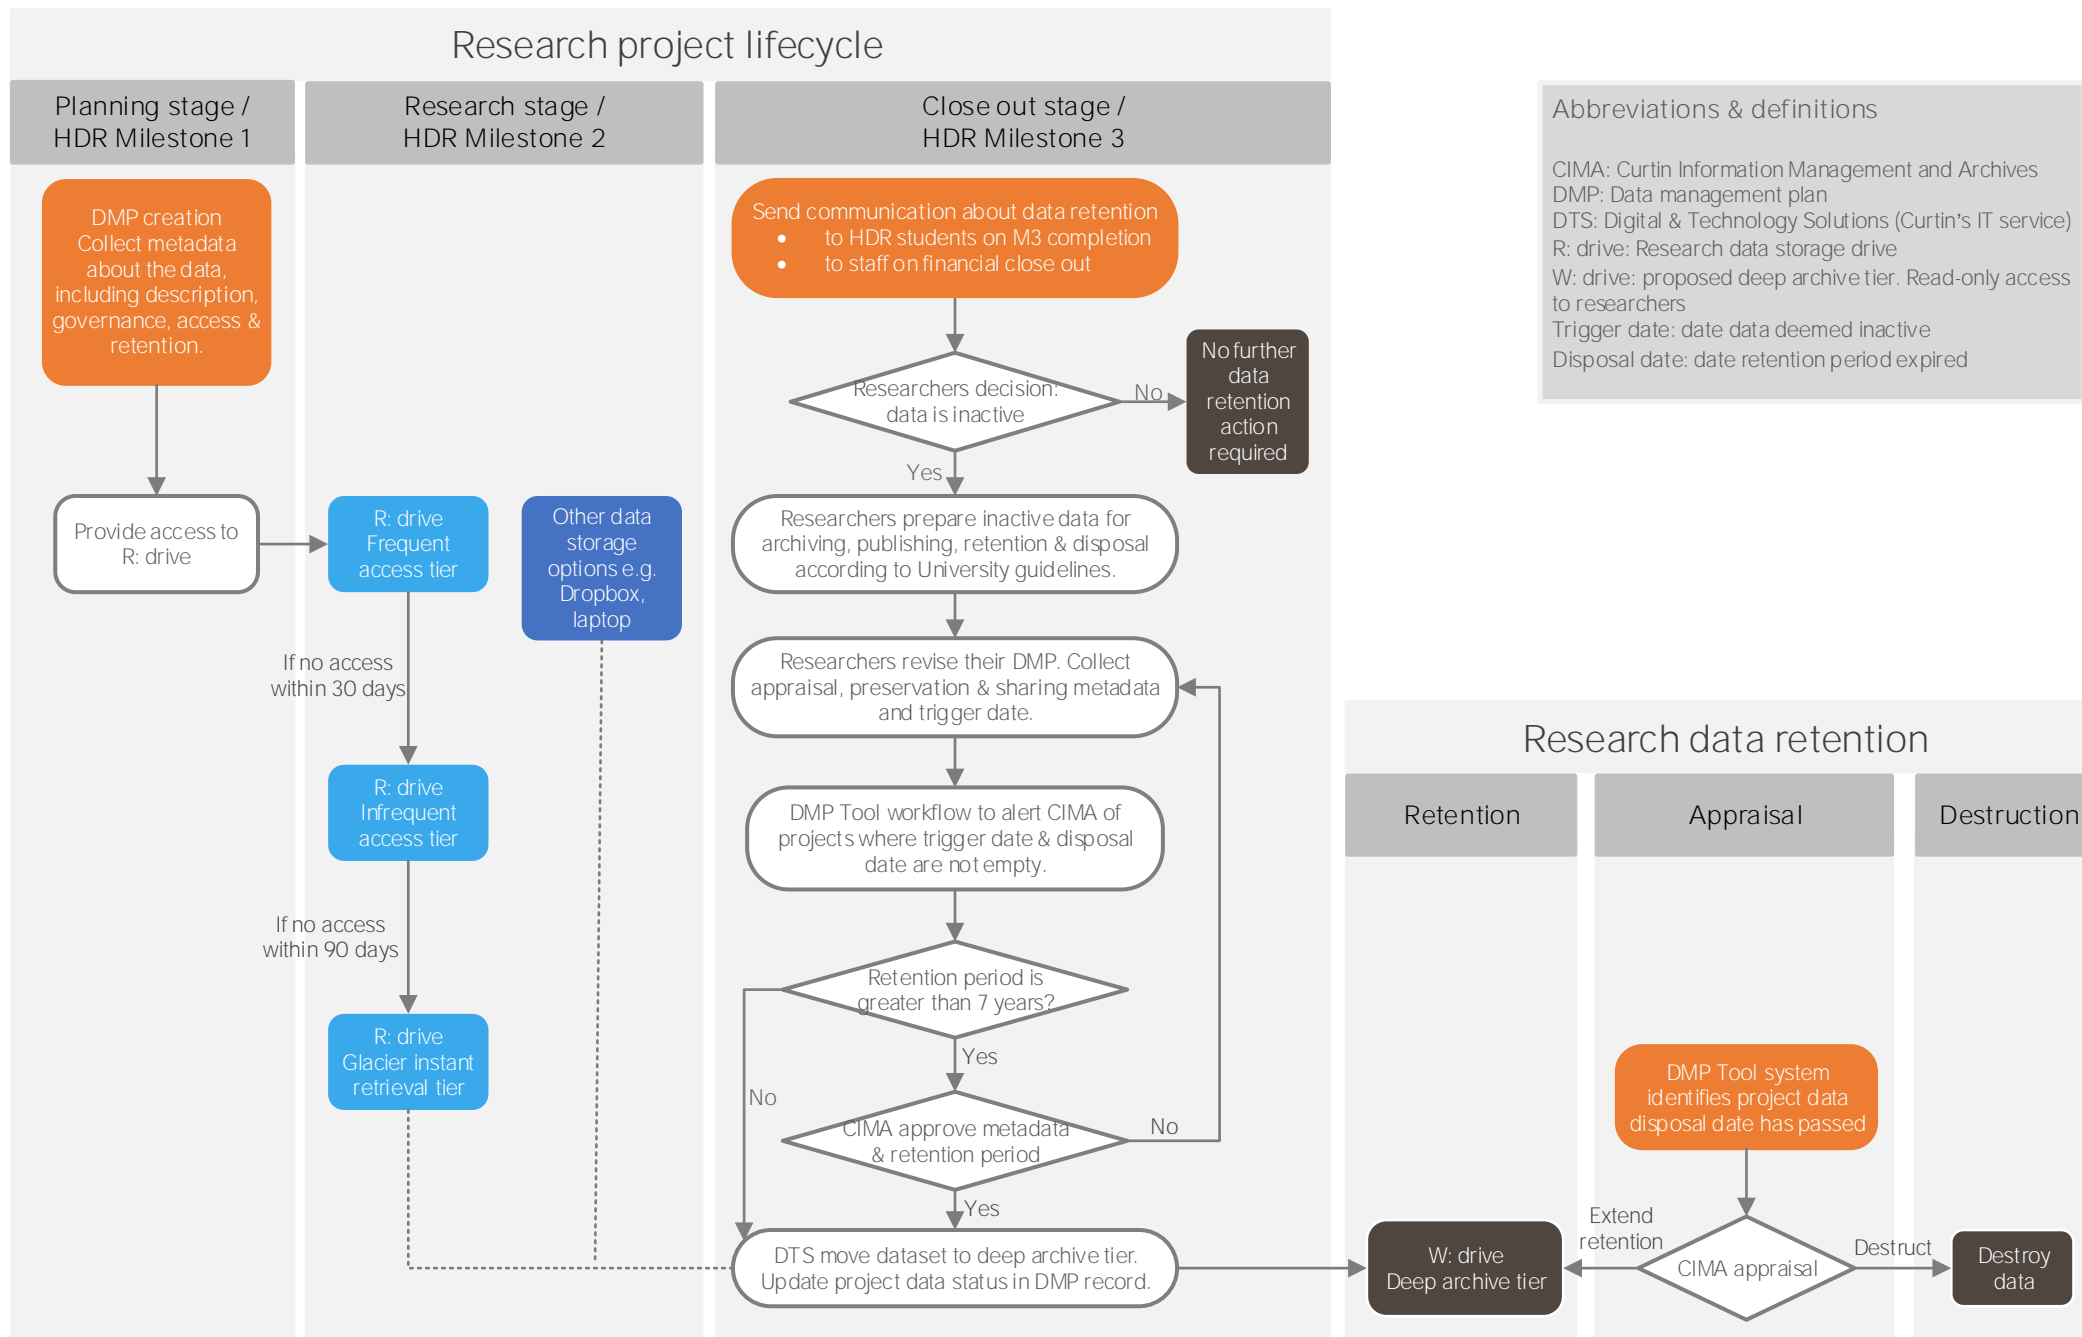 Research project lifecycle
Planning stage /
HDR Milestone 1
Research stage /
HDR Milestone 2
Close out stage /
HDR Milestone 3
DMP creation
Collect metadata
about the data,
including description,
governance, access &
retention.
Provide access to
R: drive
R: drive
Frequent
access tier
Other data
storage
options e.g.
Dropbox,
laptop
If no access
within 30 days
R: drive
Infrequent
access tier
If no access
within 90 days
R: drive
Glacier instant
retrieval tier
Send communication about data retention
• to HDR students on M3 completion
• to staff on financial close out
Researchers decision:
data is inactive
No
No further
data
retention
action
required
Yes
Researchers prepare inactive data for
archiving, publishing, retention & disposal
according to University guidelines.
Researchers revise their DMP. Collect
appraisal, preservation & sharing metadata
and trigger date.
DMP Tool workflow to alert CIMA of
projects where trigger date & disposal
date are not empty.
Retention period is
greater than 7 years?
Yes
No
CIMA approve metadata
& retention period
No
Yes
DTS move dataset to deep archive tier.
Update project data status in DMP record.
Abbreviations & definitions
CIMA: Curtin Information Management and Archives
DMP: Data management plan
DTS: Digital & Technology Solutions (Curtin's IT service)
R: drive: Research data storage drive
W: drive: proposed deep archive tier. Read-only access
to researchers
Trigger date: date data deemed inactive
Disposal date: date retention period expired
Research data retention
Retention
Appraisal
Destruction
DMP Tool system
identifies project data
disposal date has passed
Extend
retention
W: drive
Deep archive tier
CIMA appraisal
Destruct
Destroy
data